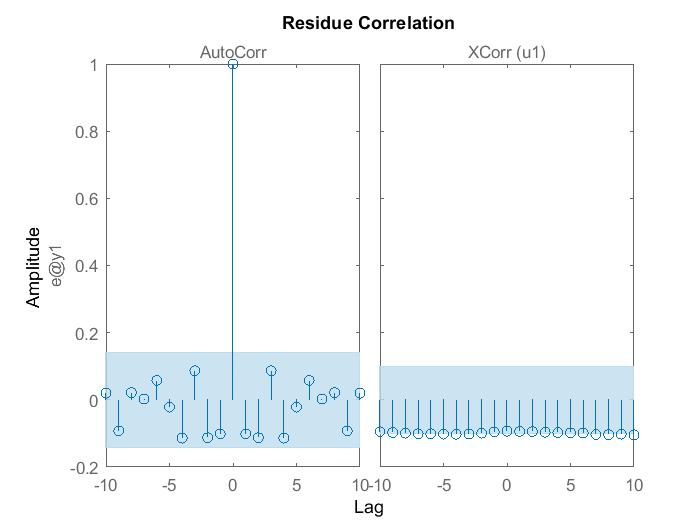 Residue Correlation
AutoCorr
XCorr (u1)
1
0.8
0.6
0.4
0.2
0
-0.2
Amplitude
e@y1
-10
-5
0
5
10
-10
-5
0
5
10
Lag